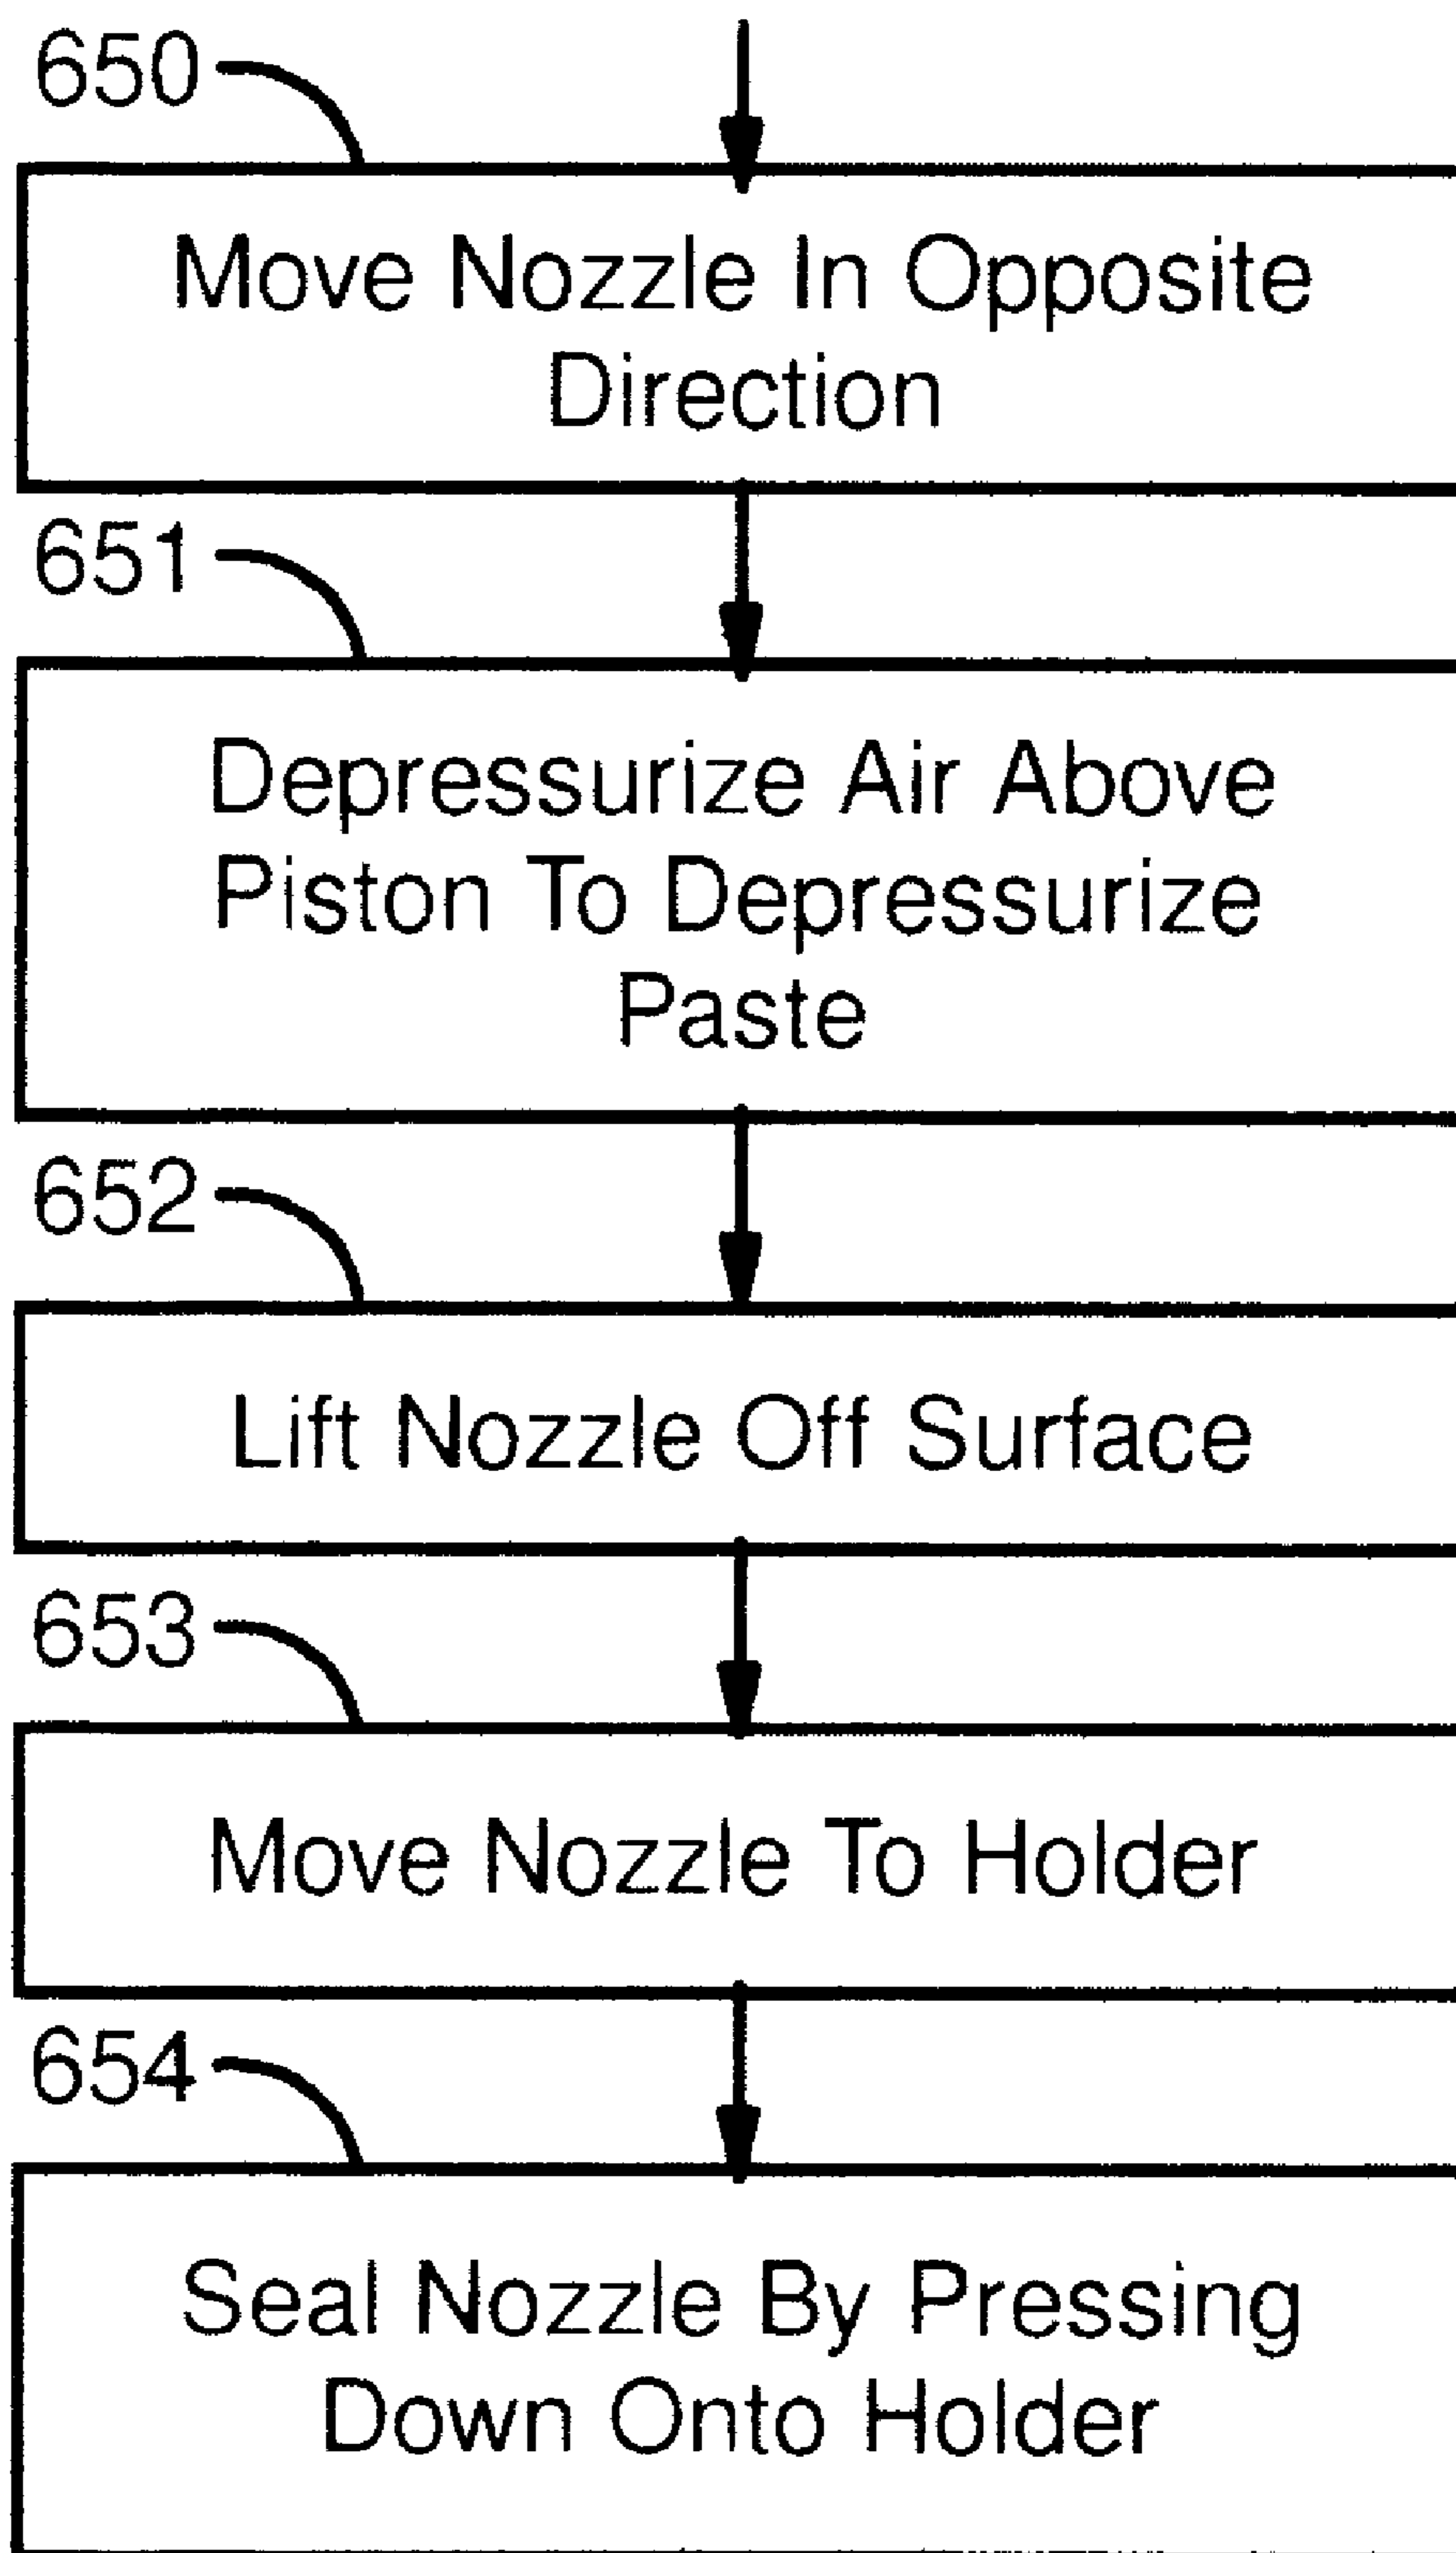 650
Move Nozzle In Opposite
Direction
651
Depressurize Air Above
Piston To Depressurize
Paste
652
Lift Nozzle Off Surface
653
Move Nozzle To Holder
654
Seal Nozzle By Pressing
Down Onto Holder